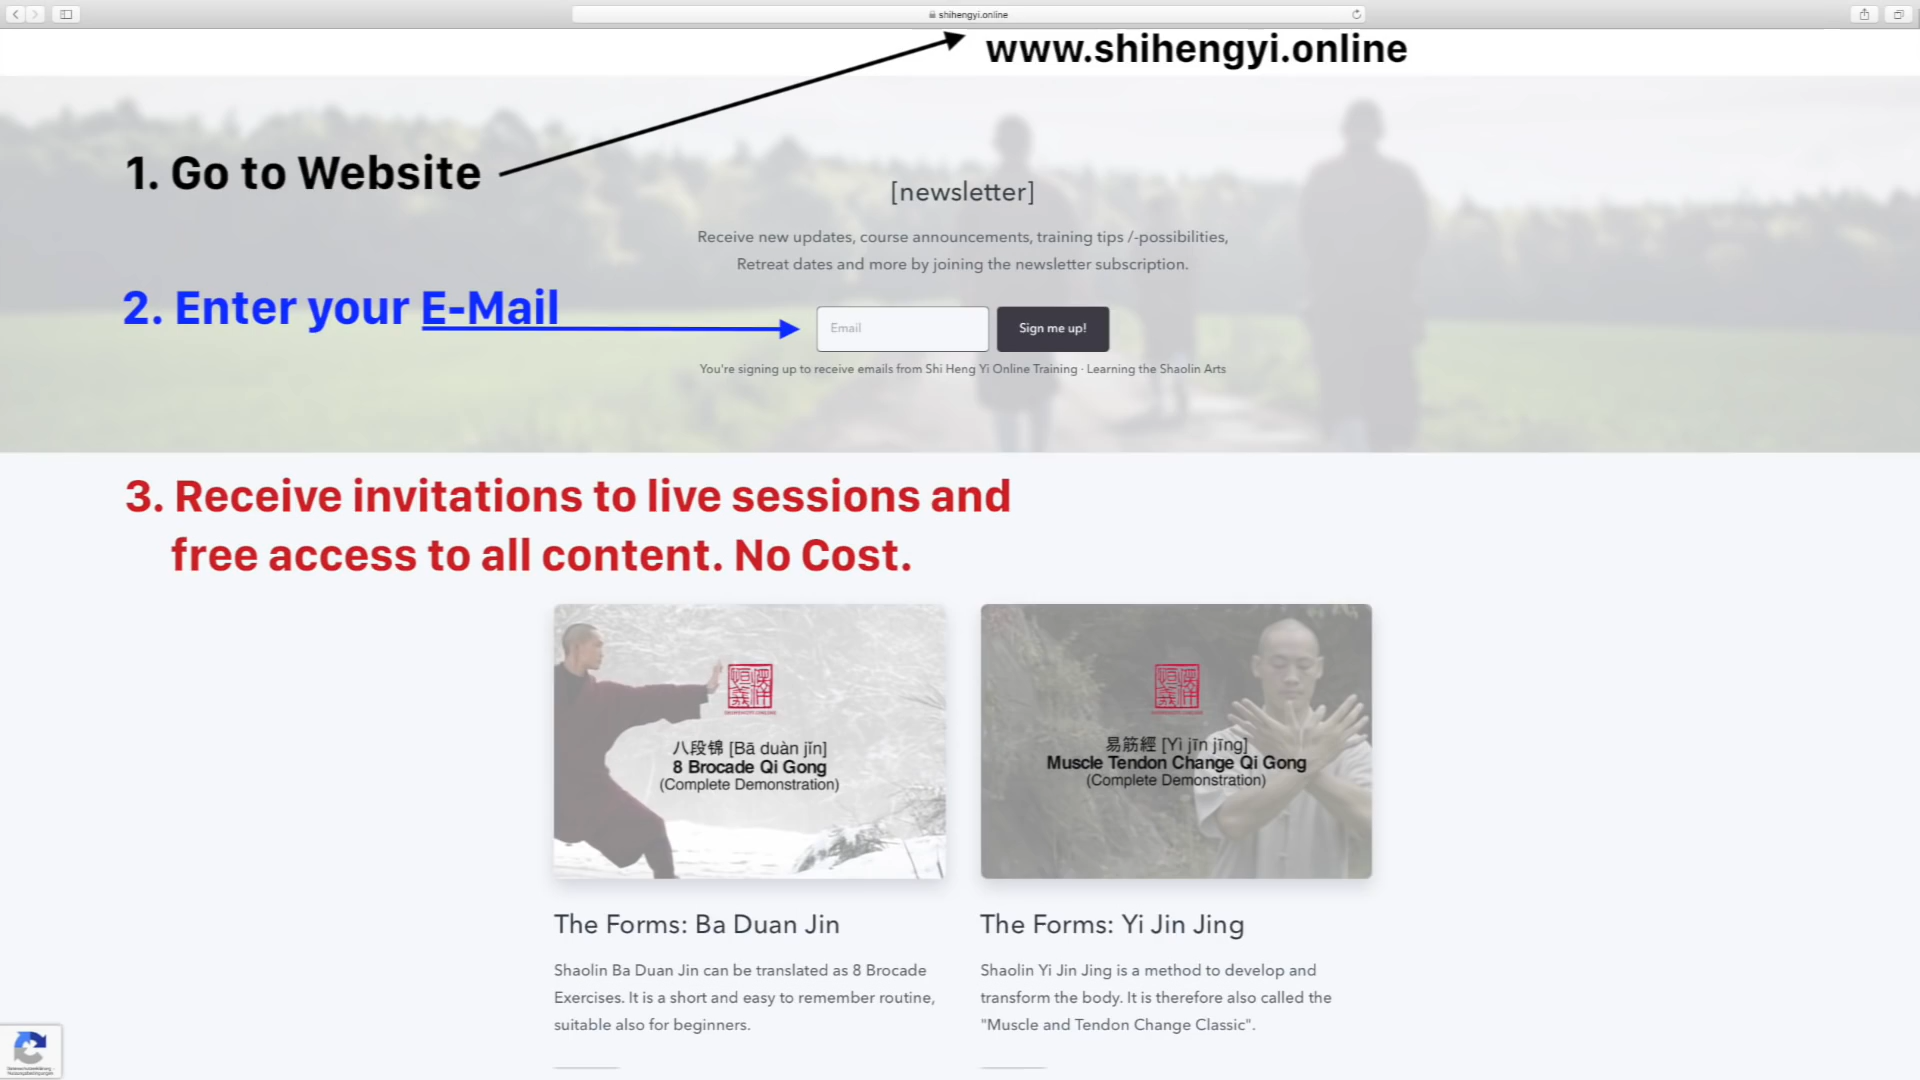 shihengyi.online
www.shihengyi.online
1. Go to Website
[newsletter]
Receive new updates, course announcements, training tips /-possibilities,
Retreat dates and more by joining the newsletter subscription.
2. Enter your E-Mail
Email
Sign me up!
You're signing up to receive emails from Shi Heng Yi Online Training · Learning the Shaolin Arts
3. Receive invitations to live sessions and
free access to all content. No Cost.
八段锦 [Bā duàn jǐn]
8 Brocade Qi Gong
(Complete Demonstration)
易筋經 [Yì jīn jīng]
Muscle Tendon Change Qi Gong
(Complete Demonstration)
The Forms: Ba Duan Jin
Shaolin Ba Duan Jin can be translated as 8 Brocade
Exercises. It is a short and easy to remember routine,
suitable also for beginners.
The Forms: Yi Jin Jing
Shaolin Yi Jin Jing is a method to develop and
transform the body. It is therefore also called the
"Muscle and Tendon Change Classic".